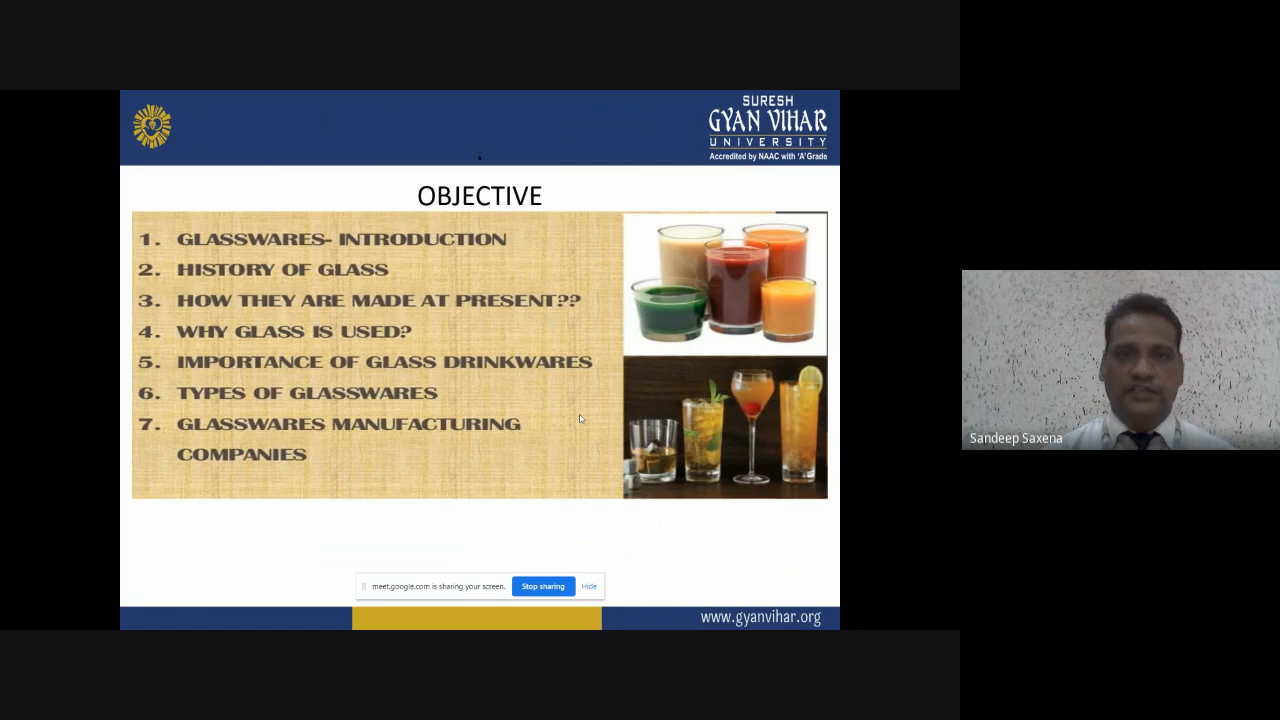 SURESH
GYAN VIHAR
UNIVERSITY
Accredited by NAAC with 'A' Grade
OBJECTIVE
1. GLASSWARES- INTRODUCTION
2. HISTORY OF GLASS
3. HOW THEY ARE MADE AT PRESENT??
4. WHY GLASS IS USED?
5. IMPORTANCE OF GLASS DRINKWARES
6. TYPES OF GLASSWARES
7. GLASSWARES MANUFACTURING
COMPANIES
Sandeep Saxena
meet.google.com is sharing your screen. Stop sharing Hide
www.gyanvihar.org